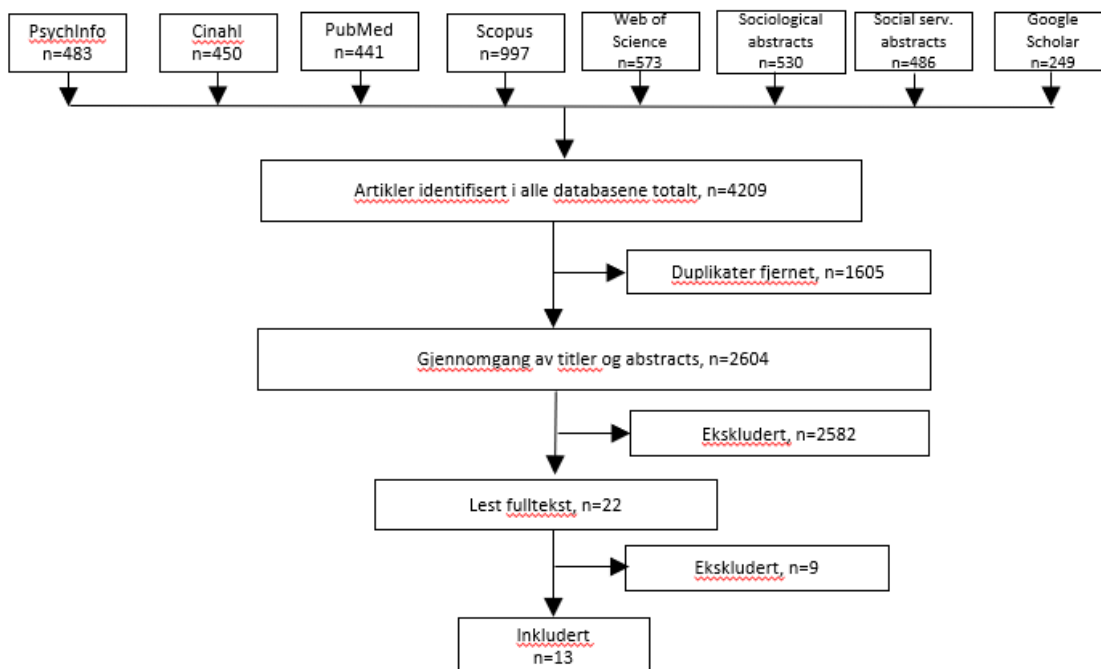 PsychInfo
n=483
Cinahl
n=450
PubMed
n=441
Scopus
n=997
Web of
Science
n=573
Sociological
abstracts
n=530
Social serv.
abstracts
n=486
Google
Scholar
n=249
Artikler identifisert i alle databasene totalt, n=4209
Duplikater fjernet, n=1605
Gjennomgang av titler og abstracts, n=2604
Ekskludert, n=2582
Lest fulltekst, n=22
Ekskludert, n=9
Inkludert
n=13